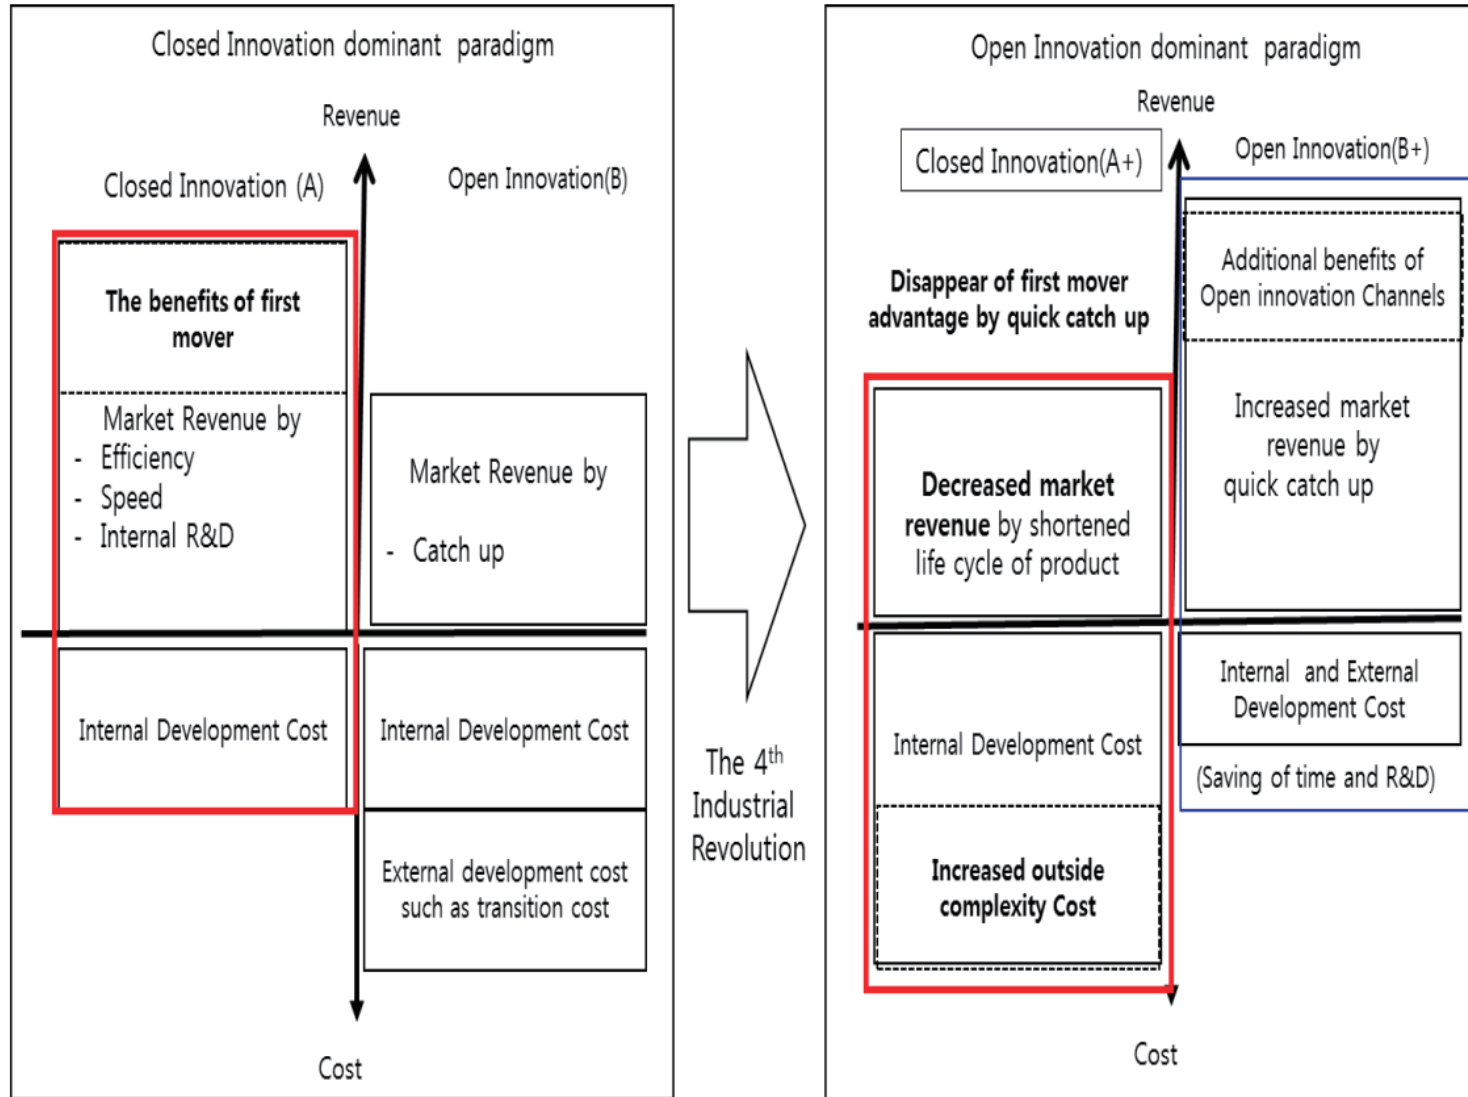 Closed Innovation dominant paradigm
Revenue
Closed Innovation (A)
Open Innovation(B)
The benefits of first
mover
Market Revenue by
- Efficiency
- Speed
- Internal R&D
Market Revenue by
- Catch up
Internal Development Cost
Internal Development Cost
External development cost
such as transition cost
Cost
The 4th
Industrial
Revolution
Open Innovation dominant paradigm
Revenue
Closed Innovation(A+)
Open Innovation(B+)
Disappear of first mover
advantage by quick catch up
Additional benefits of
Open innovation Channels
Decreased market
revenue by shortened
life cycle of product
Increased market
revenue by
quick catch up
Internal Development Cost
Internal and External
Development Cost
(Saving of time and R&D)
Increased outside
complexity Cost
Cost